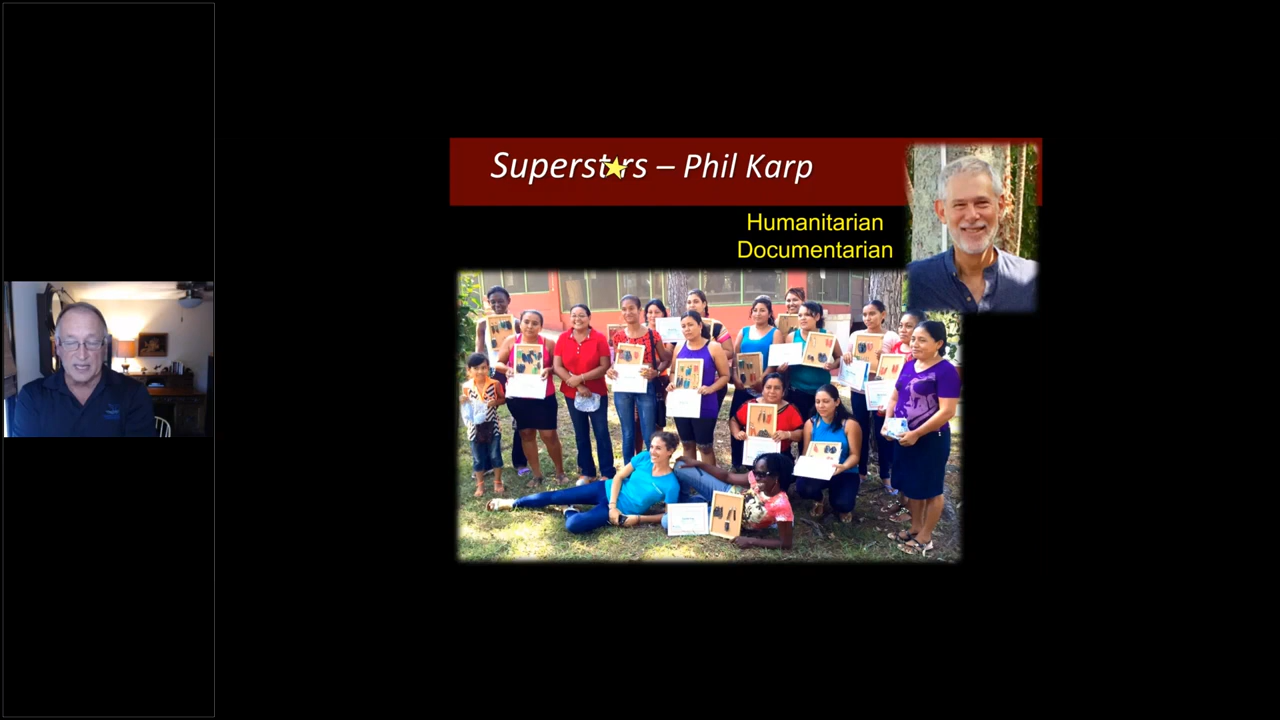 Superstars – Phil Karp
Humanitarian
Documentarian